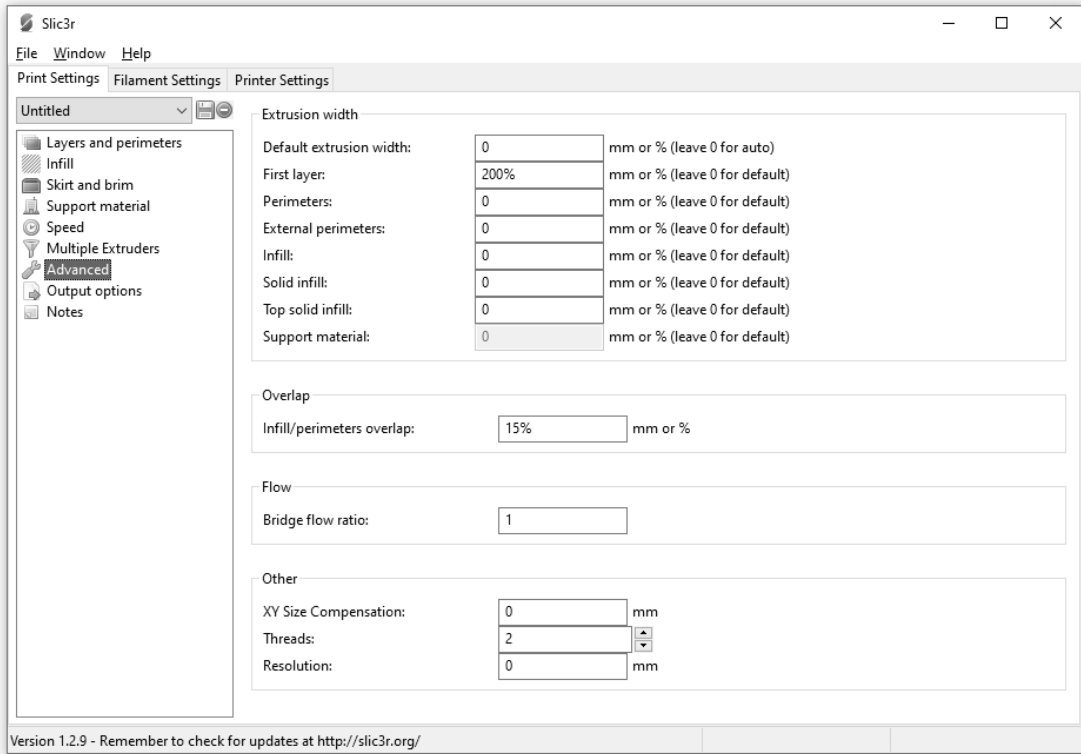 Slic3r
File Window Help
Print Settings Filament Settings Printer Settings
Untitled
Layers and perimeters
Infill
Skirt and brim
Support material
Speed
Multiple Extruders
Advanced
Output options
Notes
Extrusion width
Default extrusion width: 0 mm or % (leave 0 for auto)
First layer: 200% mm or % (leave 0 for default)
Perimeters: 0 mm or % (leave 0 for default)
External perimeters: 0 mm or % (leave 0 for default)
Infill: 0 mm or % (leave 0 for default)
Solid infill: 0 mm or % (leave 0 for default)
Top solid infill: 0 mm or % (leave 0 for default)
Support material: 0 mm or % (leave 0 for default)
Overlap
Infill/perimeters overlap: 15% mm or %
Flow
Bridge flow ratio: 1
Other
XY Size Compensation: 0 mm
Threads: 2
Resolution: 0 mm
Version 1.2.9 - Remember to check for updates at http://slic3r.org/